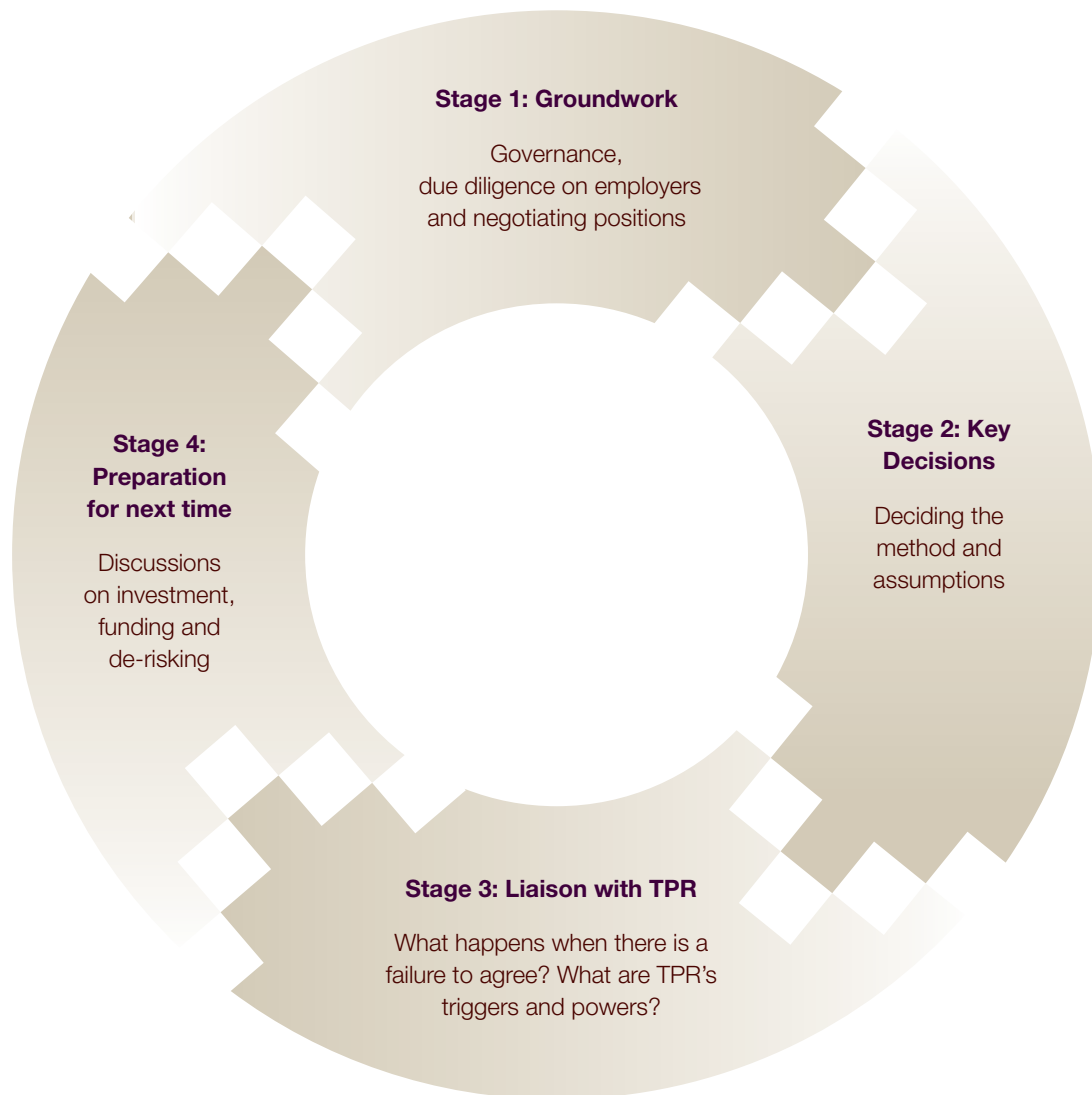 Stage 1: Groundwork
Governance,
due diligence on employers
and negotiating positions
Stage 2: Key
Decisions
Deciding the
method and
assumptions
Stage 3: Liaison with TPR
What happens when there is a
failure to agree? What are TPR’s
triggers and powers?
Stage 4:
Preparation
for next time
Discussions
on investment,
funding and
de-risking